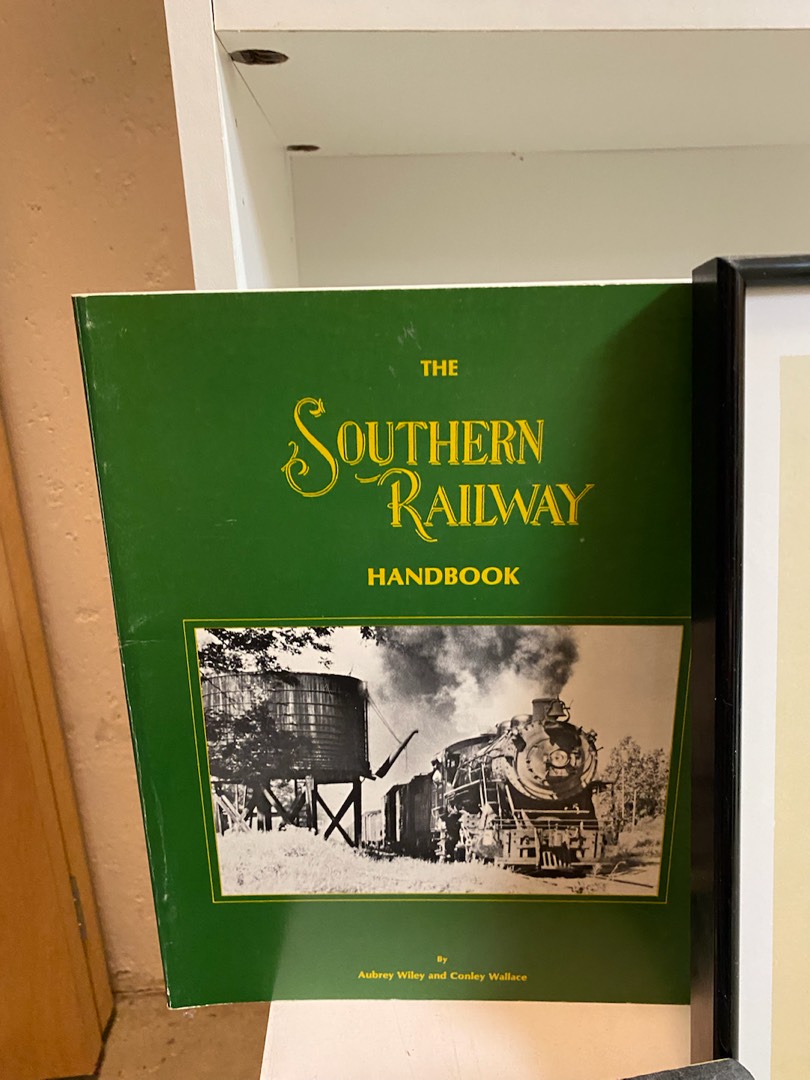 THE
SOUTHERN
RAILWAY
HANDBOOK
By
Aubrey Wiley and Conley Wallace